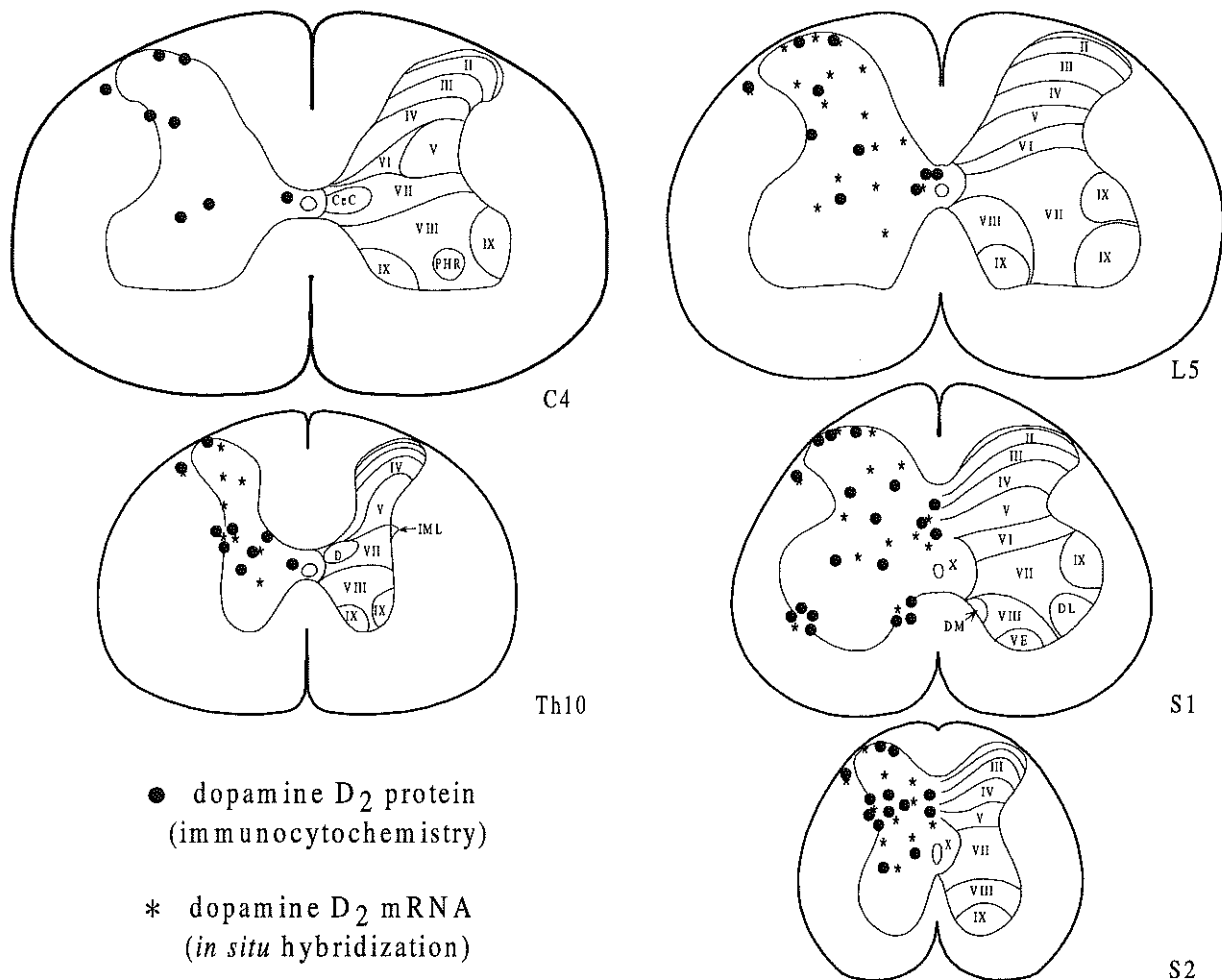 II
III
IV
V
VI
VII
CeC
VIII
IX
IX
PHR
C4
II
III
IV
V
VI
IX
VII
VIII
IX
IX
L5
IV
V
IML
D
VII
VIII
IX
IX
Th10
II
III
IV
V
VI
X
VII
IX
DL
VIII
DM
VE
S1
III
IV
V
X
VII
VIII
IX
S2
● dopamine D2 protein
(immunocytochemistry)
* dopamine D2 mRNA
(in situ hybridization)